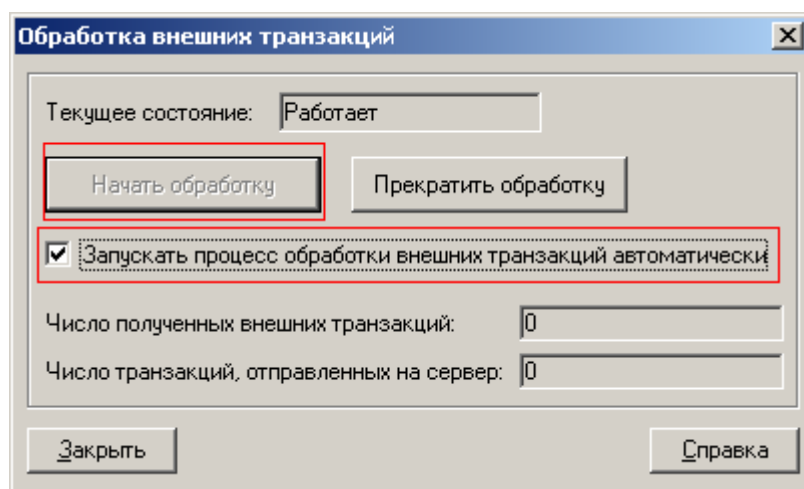 Обработка внешних транзакций
Текущее состояние: Работает
Начать обработку Прекратить обработку
Запускать процесс обработки внешних транзакций автоматически
Число полученных внешних транзакций: 0
Число транзакций, отправленных на сервер: 0
Закрыть Справка